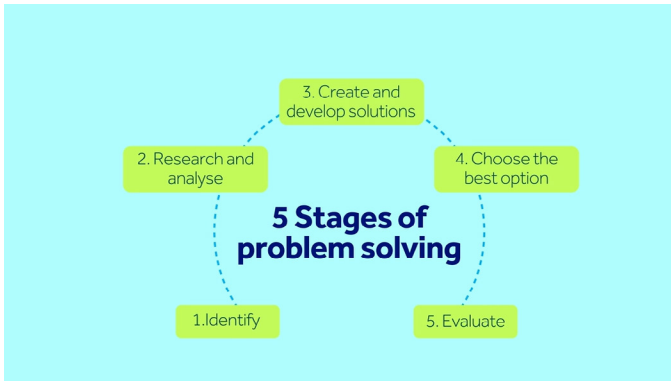 3. Create and
develop solutions
2. Research and
analyse
4. Choose the
best option
5 Stages of
problem solving
1.Identify
5. Evaluate